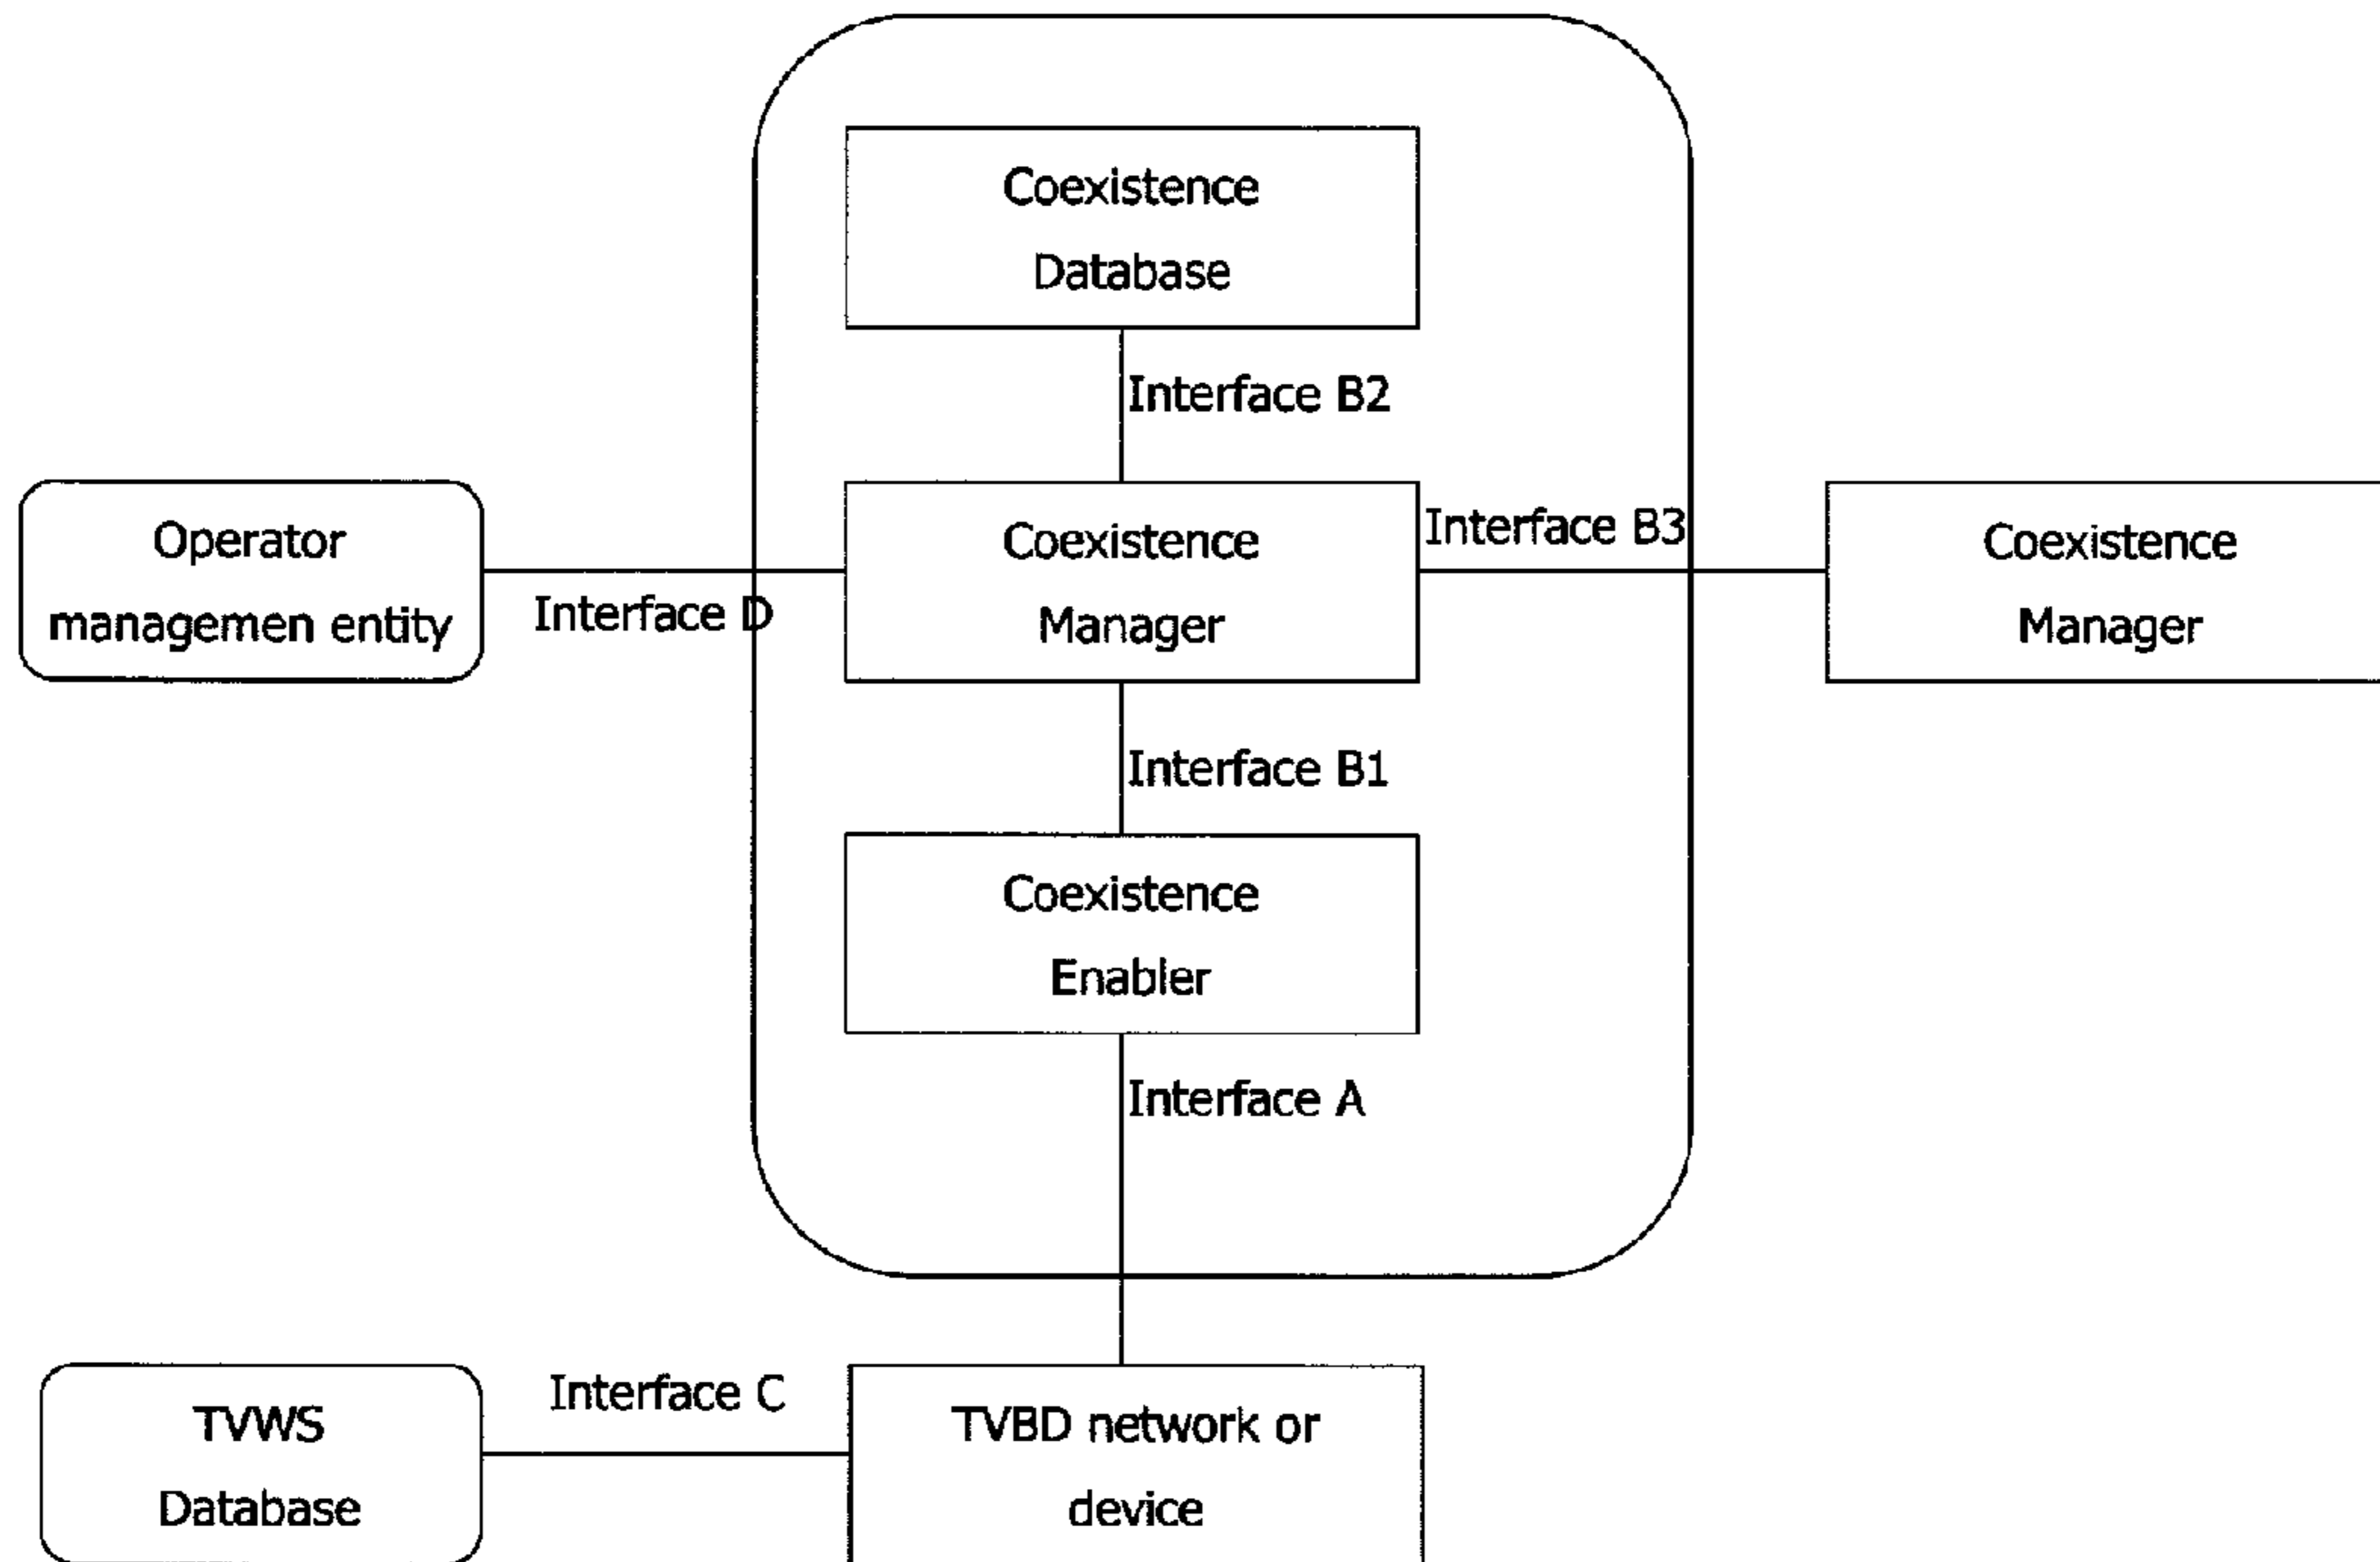 Coexistence
Database
Interface B2
Operator
managemen entity
Interface D
Coexistence
Manager
Interface B3
Coexistence
Manager
Interface B1
Coexistence
Enabler
Interface A
TVWS
Database
Interface C
TVBD network or
device